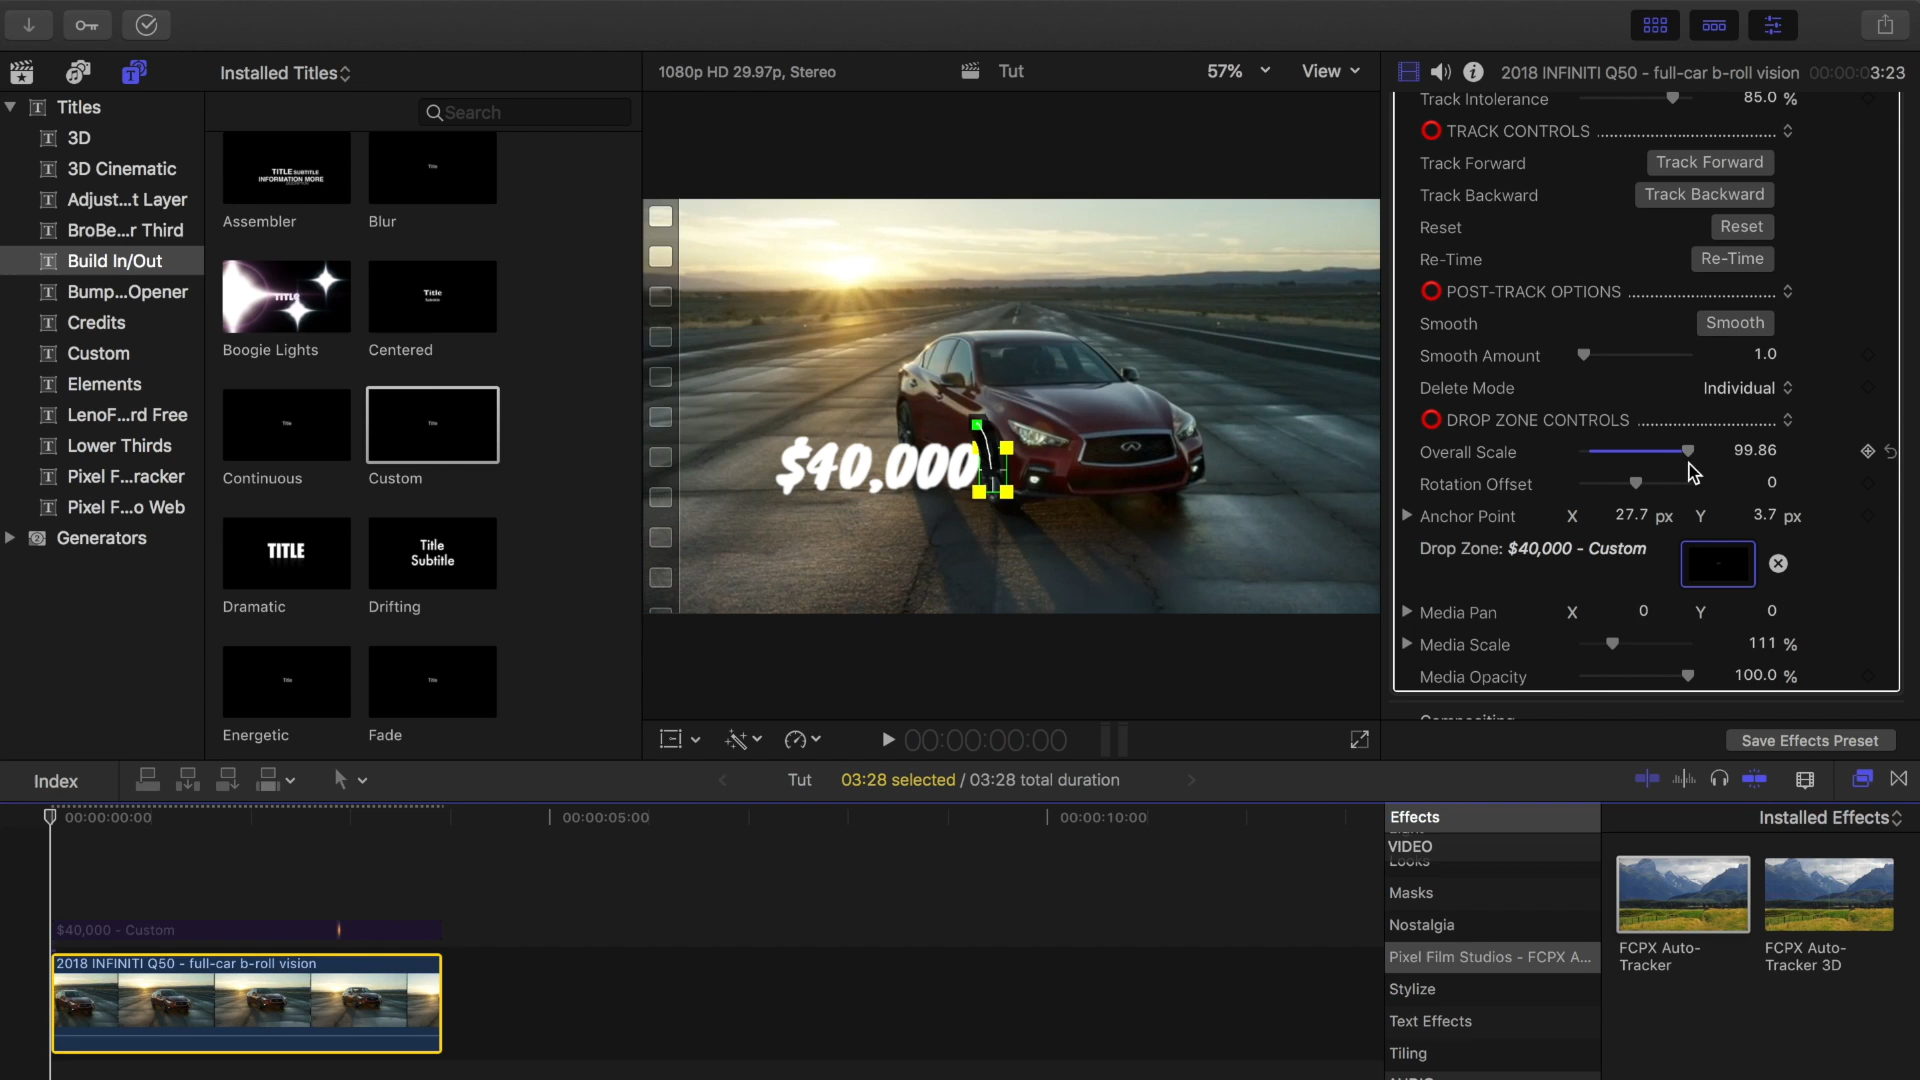 Installed Titles
1080p HD 29.97p, Stereo
Tut
57%
View
2018 INFINITI Q50 - full-car b-roll vision
00:00:03:23
Titles
3D
3D Cinematic
Adjust...t Layer
BroBe...r Third
Build In/Out
Bump...Opener
Credits
Custom
Elements
LenoF...rd Free
Lower Thirds
Pixel F...racker
Pixel F...o Web
Generators
Search
TITLE SUBTITLE
INFORMATION MORE
Title
Assembler
Blur
TITLE
Title
Subtitle
Boogie Lights
Centered
Title
Title
Continuous
Custom
TITLE
Title
Subtitle
Dramatic
Drifting
Title
Title
Energetic
Fade
$40,000
Track Intolerance 85.0 %
TRACK CONTROLS
Track Forward Track Forward
Track Backward Track Backward
Reset Reset
Re-Time Re-Time
POST-TRACK OPTIONS
Smooth Smooth
Smooth Amount 1.0
Delete Mode Individual
DROP ZONE CONTROLS
Overall Scale 99.86
Rotation Offset 0
Anchor Point X 27.7 px Y 3.7 px
Drop Zone: $40,000 - Custom
Media Pan X 0 Y 0
Media Scale 111 %
Media Opacity 100.0 %
Compositing
Save Effects Preset
00:00:00:00
Index
Tut
03:28 selected / 03:28 total duration
00:00:00:00
00:00:05:00
00:00:10:00
$40,000 - Custom
2018 INFINITI Q50 - full-car b-roll vision
Effects
Installed Effects
VIDEO
Looks
Masks
Nostalgia
Pixel Film Studios - FCPX A...
Stylize
Text Effects
Tiling
AUDIO
FCPX Auto-
Tracker
FCPX Auto-
Tracker 3D